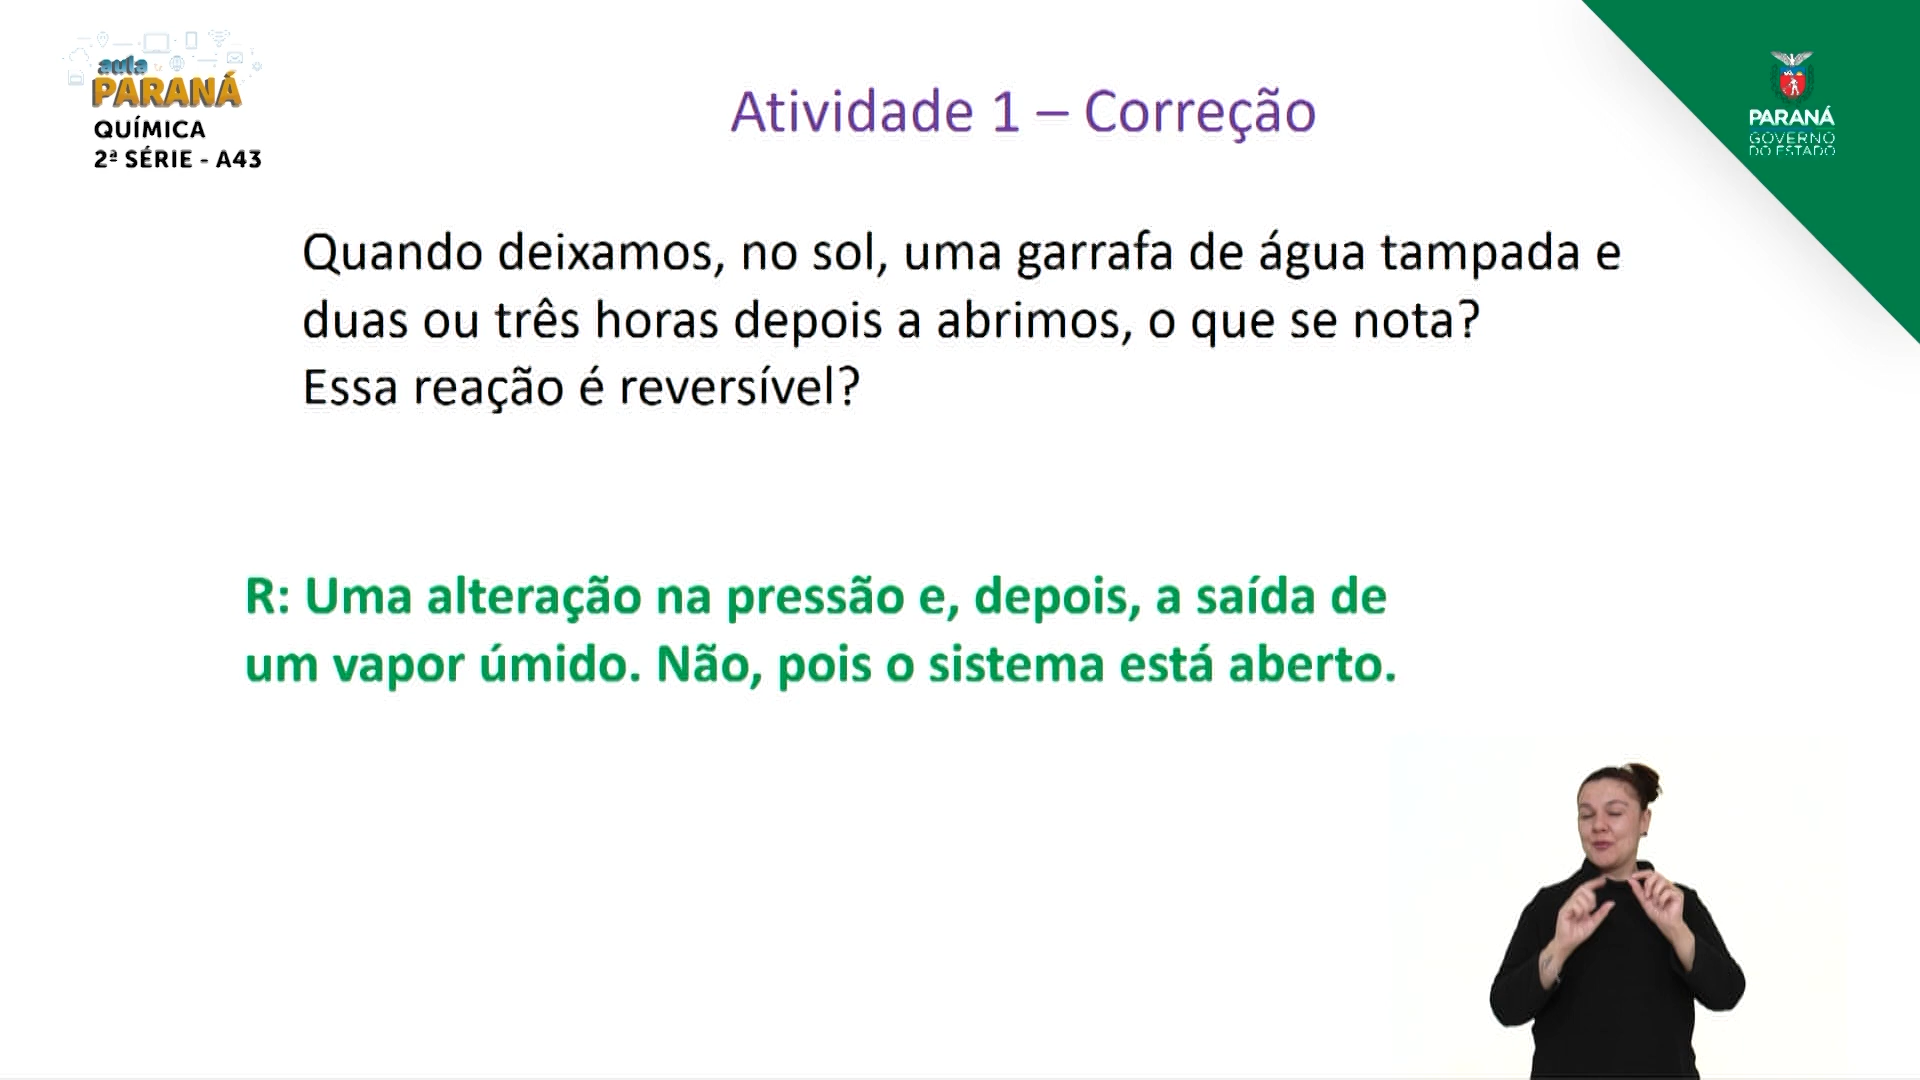 aula
PARANÁ
QUÍMICA
2ª SÉRIE - A43
Atividade 1 – Correção
PARANÁ
GOVERNO
DO ESTADO
Quando deixamos, no sol, uma garrafa de água tampada e
duas ou três horas depois a abrimos, o que se nota?
Essa reação é reversível?
R: Uma alteração na pressão e, depois, a saída de
um vapor úmido. Não, pois o sistema está aberto.